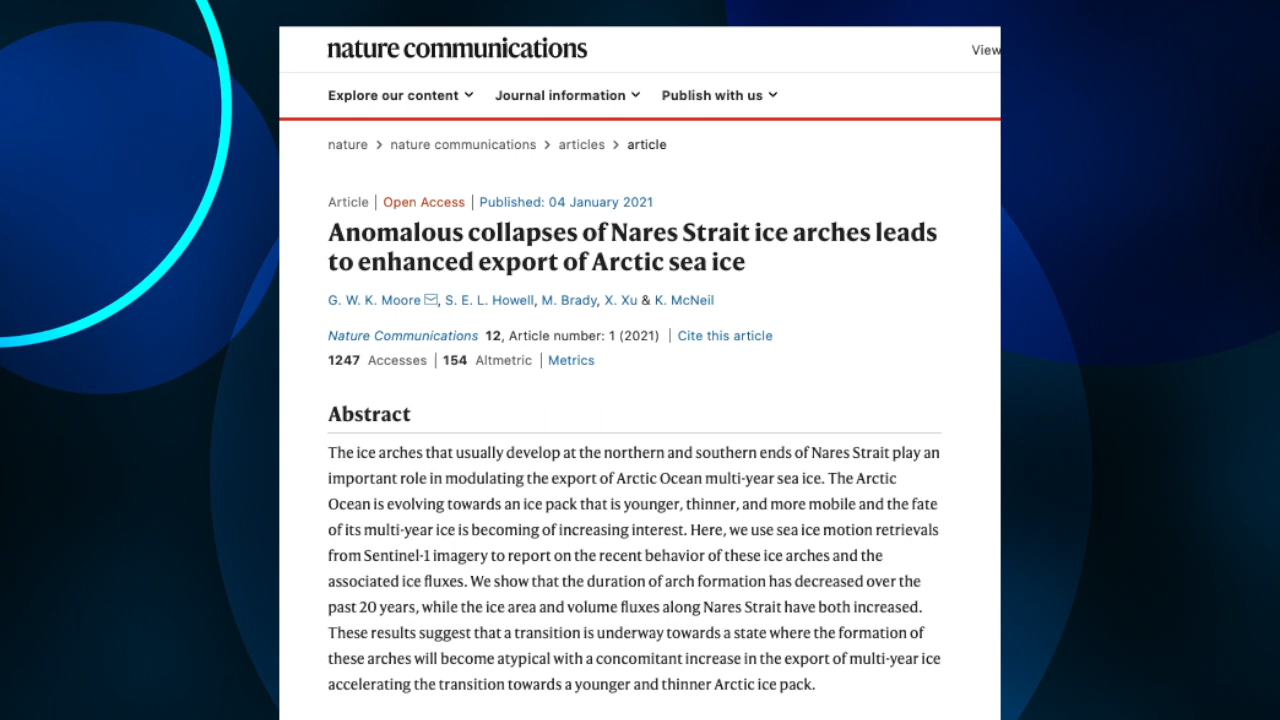 nature communications
View
Explore our content Journal information Publish with us
nature > nature communications > articles > article
Article | Open Access | Published: 04 January 2021
Anomalous collapses of Nares Strait ice arches leads
to enhanced export of Arctic sea ice
G. W. K. Moore, S. E. L. Howell, M. Brady, X. Xu & K. McNeil
Nature Communications 12, Article number: 1 (2021) | Cite this article
1247 Accesses | 154 Altmetric | Metrics
Abstract
The ice arches that usually develop at the northern and southern ends of Nares Strait play an
important role in modulating the export of Arctic Ocean multi-year sea ice. The Arctic
Ocean is evolving towards an ice pack that is younger, thinner, and more mobile and the fate
of its multi-year ice is becoming of increasing interest. Here, we use sea ice motion retrievals
from Sentinel-1 imagery to report on the recent behavior of these ice arches and the
associated ice fluxes. We show that the duration of arch formation has decreased over the
past 20 years, while the ice area and volume fluxes along Nares Strait have both increased.
These results suggest that a transition is underway towards a state where the formation of
these arches will become atypical with a concomitant increase in the export of multi-year ice
accelerating the transition towards a younger and thinner Arctic ice pack.